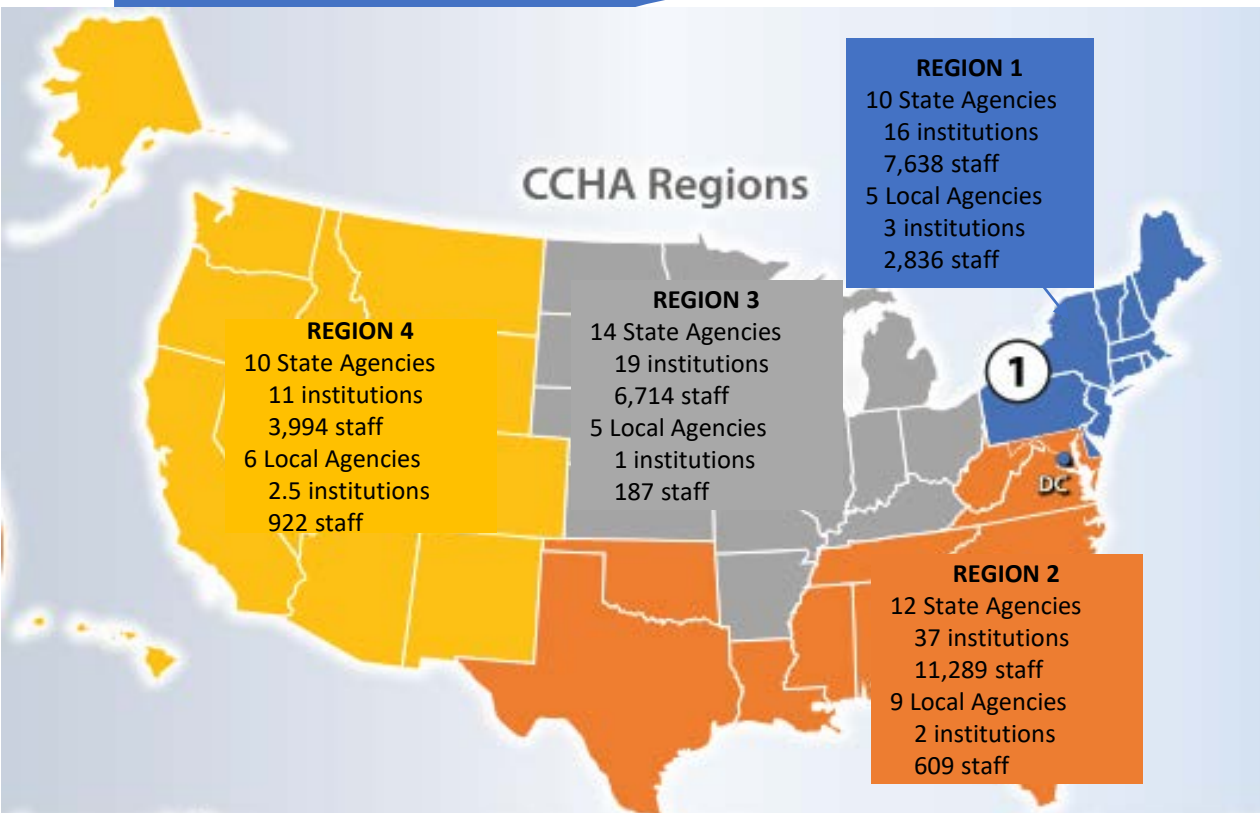 CCHA Regions
REGION 1
10 State Agencies
16 institutions
7,638 staff
5 Local Agencies
3 institutions
2,836 staff
REGION 3
14 State Agencies
19 institutions
6,714 staff
5 Local Agencies
1 institutions
187 staff
REGION 4
10 State Agencies
11 institutions
3,994 staff
6 Local Agencies
2.5 institutions
922 staff
1
DC
REGION 2
12 State Agencies
37 institutions
11,289 staff
9 Local Agencies
2 institutions
609 staff